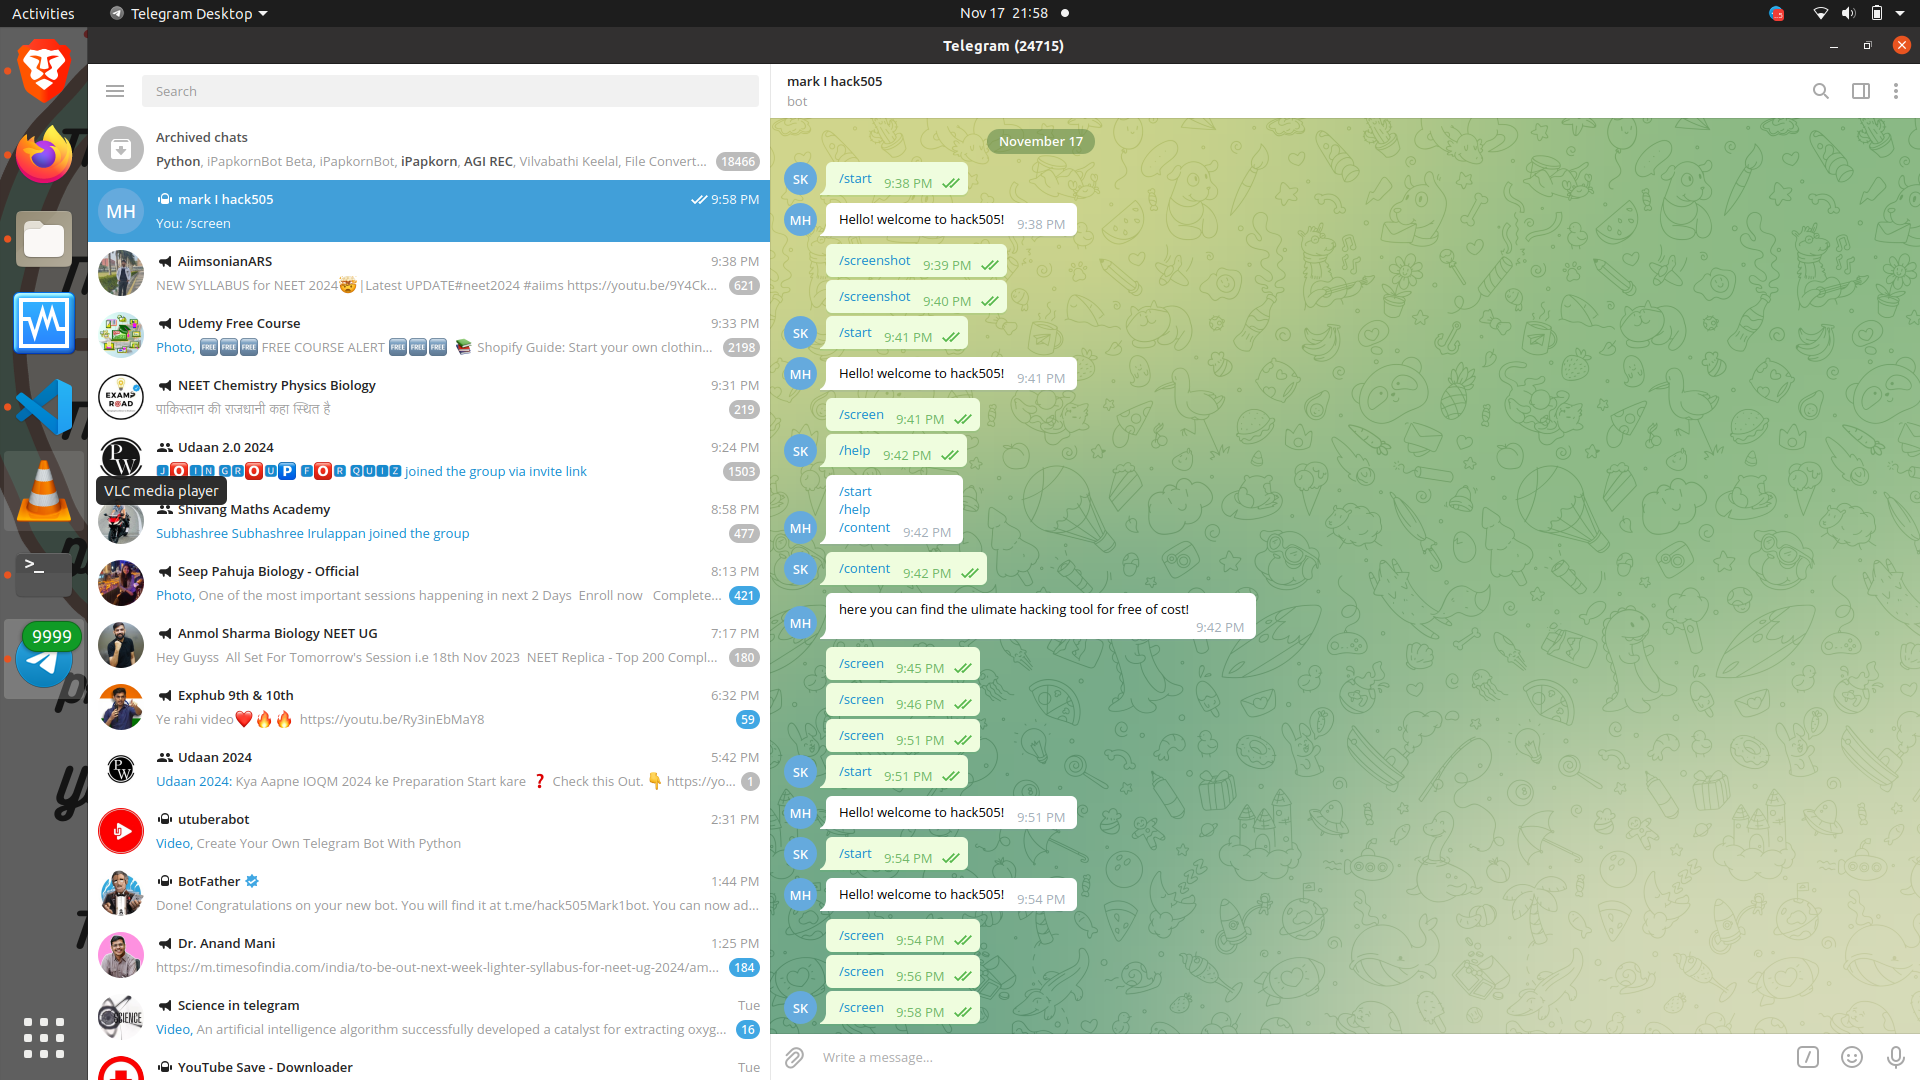 Activities
Telegram Desktop
Nov 17 21:58
Telegram (24715)
Search
Archived chats
Python, iPapkornBot Beta, iPapkornBot, iPapkorn, AGI REC, Vilvabathi Keelal, File Convert...
18466
MH
mark I hack505
9:58 PM
You: /screen
AiimsonianARS
9:38 PM
NEW SYLLABUS for NEET 2024🤯|Latest UPDATE#neet2024 #aiims https://youtu.be/9Y4Ck...
621
Udemy Free Course
9:33 PM
Photo, 🆓🆓🆓 FREE COURSE ALERT 🆓🆓🆓 📚 Shopify Guide: Start your own clothin...
2198
EXAMP ROAD
NEET Chemistry Physics Biology
9:31 PM
पाकिस्तान की राजधानी कहा स्थित है
219
PW
Udaan 2.0 2024
9:24 PM
JOIN GROUP FOR QUIZ joined the group via invite link
1503
VLC media player
Shivang Maths Academy
8:58 PM
Subhashree Subhashree Irulappan joined the group
477
Seep Pahuja Biology - Official
8:13 PM
Photo, One of the most important sessions happening in next 2 Days Enroll now Complete...
421
9999
Anmol Sharma Biology NEET UG
7:17 PM
Hey Guyss All Set For Tomorrow's Session i.e 18th Nov 2023 NEET Replica - Top 200 Compl...
180
Exphub 9th & 10th
6:32 PM
Ye rahi video❤️🔥🔥 https://youtu.be/Ry3inEbMaY8
59
PW
Udaan 2024
5:42 PM
Udaan 2024: Kya Aapne IOQM 2024 ke Preparation Start kare ❓ Check this Out. 👇 https://yo...
1
utuberabot
2:31 PM
Video, Create Your Own Telegram Bot With Python
BotFather
1:44 PM
Done! Congratulations on your new bot. You will find it at t.me/hack505Mark1bot. You can now ad...
Dr. Anand Mani
1:25 PM
https://m.timesofindia.com/india/to-be-out-next-week-lighter-syllabus-for-neet-ug-2024/am...
184
SCIENCE
Science in telegram
Tue
Video, An artificial intelligence algorithm successfully developed a catalyst for extracting oxyg...
16
YouTube Save - Downloader
Tue
mark I hack505
bot
November 17
SK
/start 9:38 PM
MH
Hello! welcome to hack505! 9:38 PM
/screenshot 9:39 PM
/screenshot 9:40 PM
SK
/start 9:41 PM
MH
Hello! welcome to hack505! 9:41 PM
/screen 9:41 PM
SK
/help 9:42 PM
/start
/help
MH
/content 9:42 PM
SK
/content 9:42 PM
MH
here you can find the ulimate hacking tool for free of cost!
9:42 PM
/screen 9:45 PM
/screen 9:46 PM
/screen 9:51 PM
SK
/start 9:51 PM
MH
Hello! welcome to hack505! 9:51 PM
SK
/start 9:54 PM
MH
Hello! welcome to hack505! 9:54 PM
/screen 9:54 PM
/screen 9:56 PM
SK
/screen 9:58 PM
Write a message...